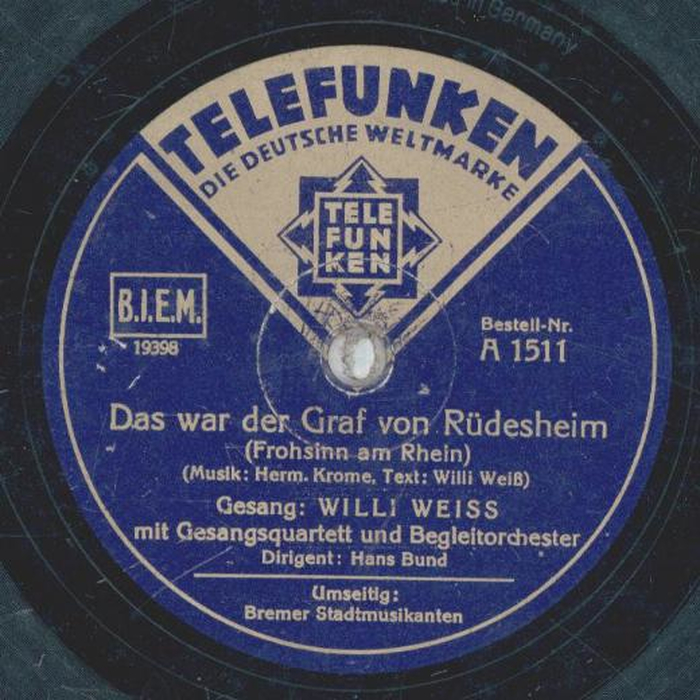 in Germany
TELEFUNKEN
DIE DEUTSCHE WELTMARKE
TELE
FUN
KEN
B.I.E.M.
19398
Bestell-Nr.
A 1511
Das war der Graf von Rüdesheim
(Frohsinn am Rhein)
(Musik: Herm. Krome, Text: Willi Weiß)
Gesang: WILLI WEISS
mit Gesangsquartett und Begleitorchester
Dirigent: Hans Bund
Umseitig:
Bremer Stadtmusikanten